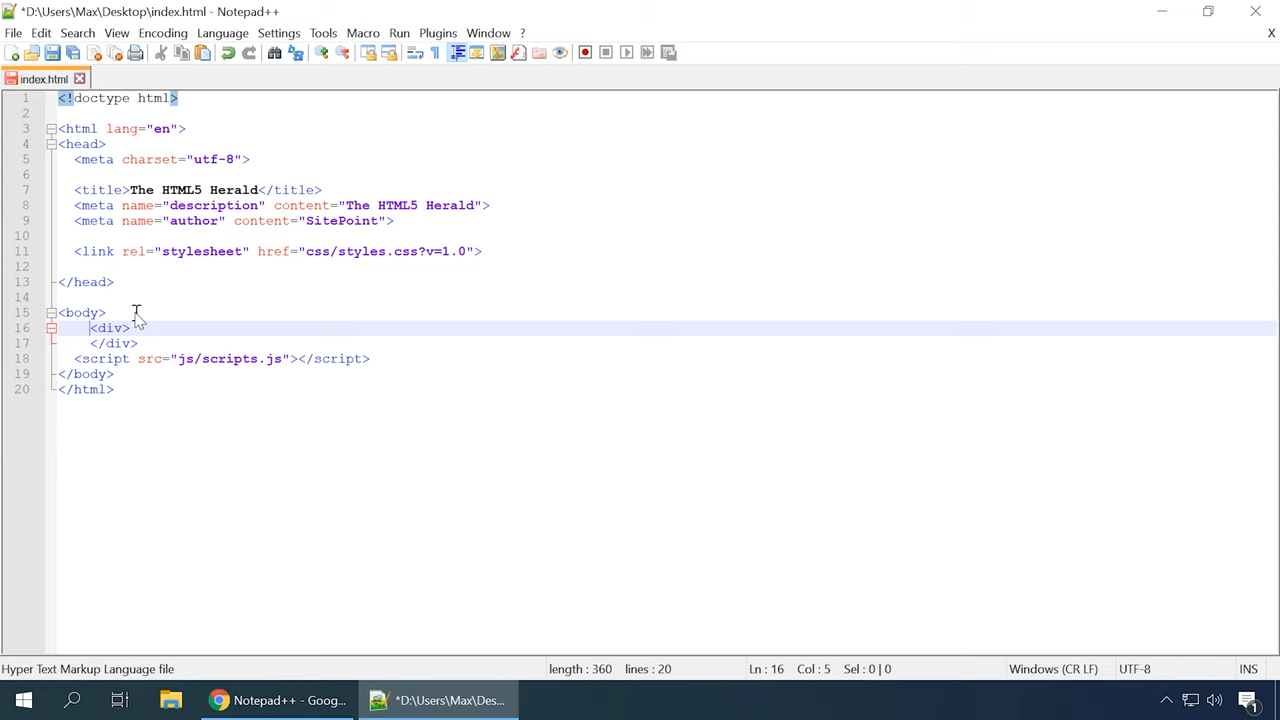 *D:\Users\Max\Desktop\index.html - Notepad++
File Edit Search View Encoding Language Settings Tools Macro Run Plugins Window ? X
index.html
1 <!doctype html>
2
3 <html lang="en">
4 <head>
5 <meta charset="utf-8">
6
7 <title>The HTML5 Herald</title>
8 <meta name="description" content="The HTML5 Herald">
9 <meta name="author" content="SitePoint">
10
11 <link rel="stylesheet" href="css/styles.css?v=1.0">
12
13 </head>
14
15 <body>
16 <div>
17 </div>
18 <script src="js/scripts.js"></script>
19 </body>
20 </html>
Hyper Text Markup Language file length : 360 lines : 20 Ln : 16 Col : 5 Sel : 0 | 0 Windows (CR LF) UTF-8 INS
Notepad++ - Goog... *D:\Users\Max\Des... 1